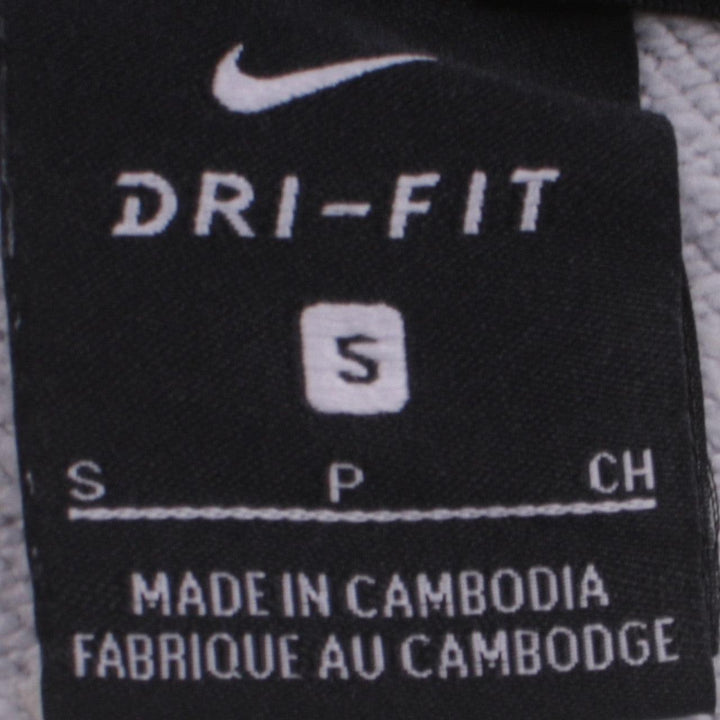 DRI-FIT
S
S P CH
MADE IN CAMBODIA
FABRIQUE AU CAMBODGE